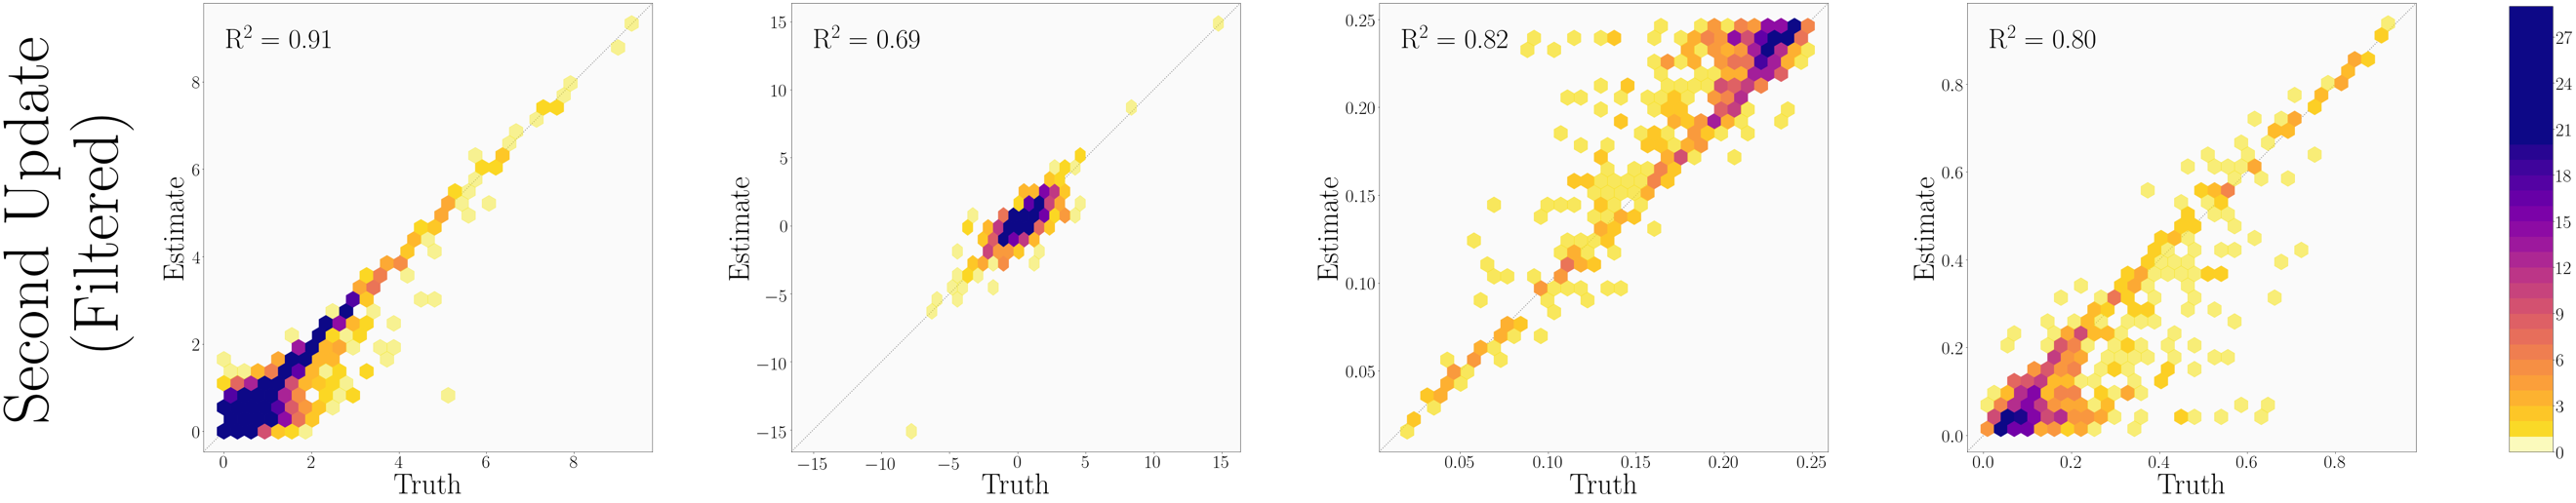 Second Update
(Filtered)
R² = 0.91
Estimate
8
6
4
2
0
0 2 4 6 8
Truth
R² = 0.69
Estimate
15
10
5
0
−5
−10
−15
−15 −10 −5 0 5 10 15
Truth
R² = 0.82
Estimate
0.25
0.20
0.15
0.10
0.05
0.05 0.10 0.15 0.20 0.25
Truth
R² = 0.80
Estimate
0.8
0.6
0.4
0.2
0.0
0.0 0.2 0.4 0.6 0.8
Truth
27
24
21
18
15
12
9
6
3
0